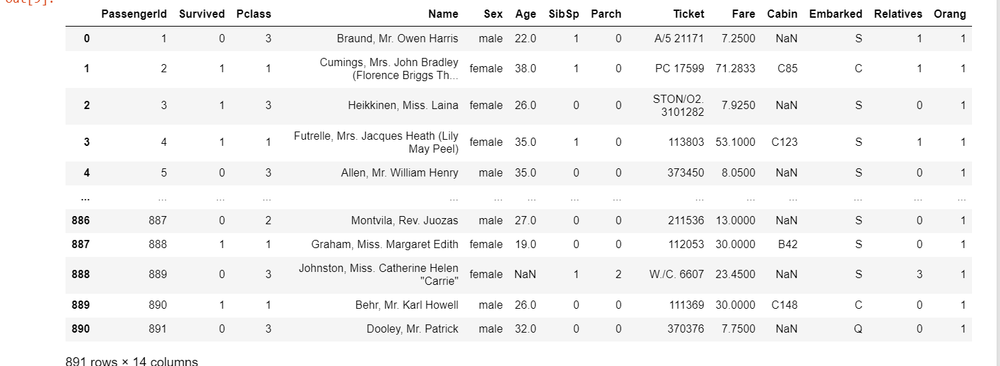 Out[9]:
PassengerId Survived Pclass Name Sex Age SibSp Parch Ticket Fare Cabin Embarked Relatives Orang
0 1 0 3 Braund, Mr. Owen Harris male 22.0 1 0 A/5 21171 7.2500 NaN S 1 1
1 2 1 1 Cumings, Mrs. John Bradley (Florence Briggs Th... female 38.0 1 0 PC 17599 71.2833 C85 C 1 1
2 3 1 3 Heikkinen, Miss. Laina female 26.0 0 0 STON/O2. 3101282 7.9250 NaN S 0 1
3 4 1 1 Futrelle, Mrs. Jacques Heath (Lily May Peel) female 35.0 1 0 113803 53.1000 C123 S 1 1
4 5 0 3 Allen, Mr. William Henry male 35.0 0 0 373450 8.0500 NaN S 0 1
... ... ... ... ... ... ... ... ... ... ... ... ... ... ...
886 887 0 2 Montvila, Rev. Juozas male 27.0 0 0 211536 13.0000 NaN S 0 1
887 888 1 1 Graham, Miss. Margaret Edith female 19.0 0 0 112053 30.0000 B42 S 0 1
888 889 0 3 Johnston, Miss. Catherine Helen "Carrie" female NaN 1 2 W./C. 6607 23.4500 NaN S 3 1
889 890 1 1 Behr, Mr. Karl Howell male 26.0 0 0 111369 30.0000 C148 C 0 1
890 891 0 3 Dooley, Mr. Patrick male 32.0 0 0 370376 7.7500 NaN Q 0 1
891 rows × 14 columns